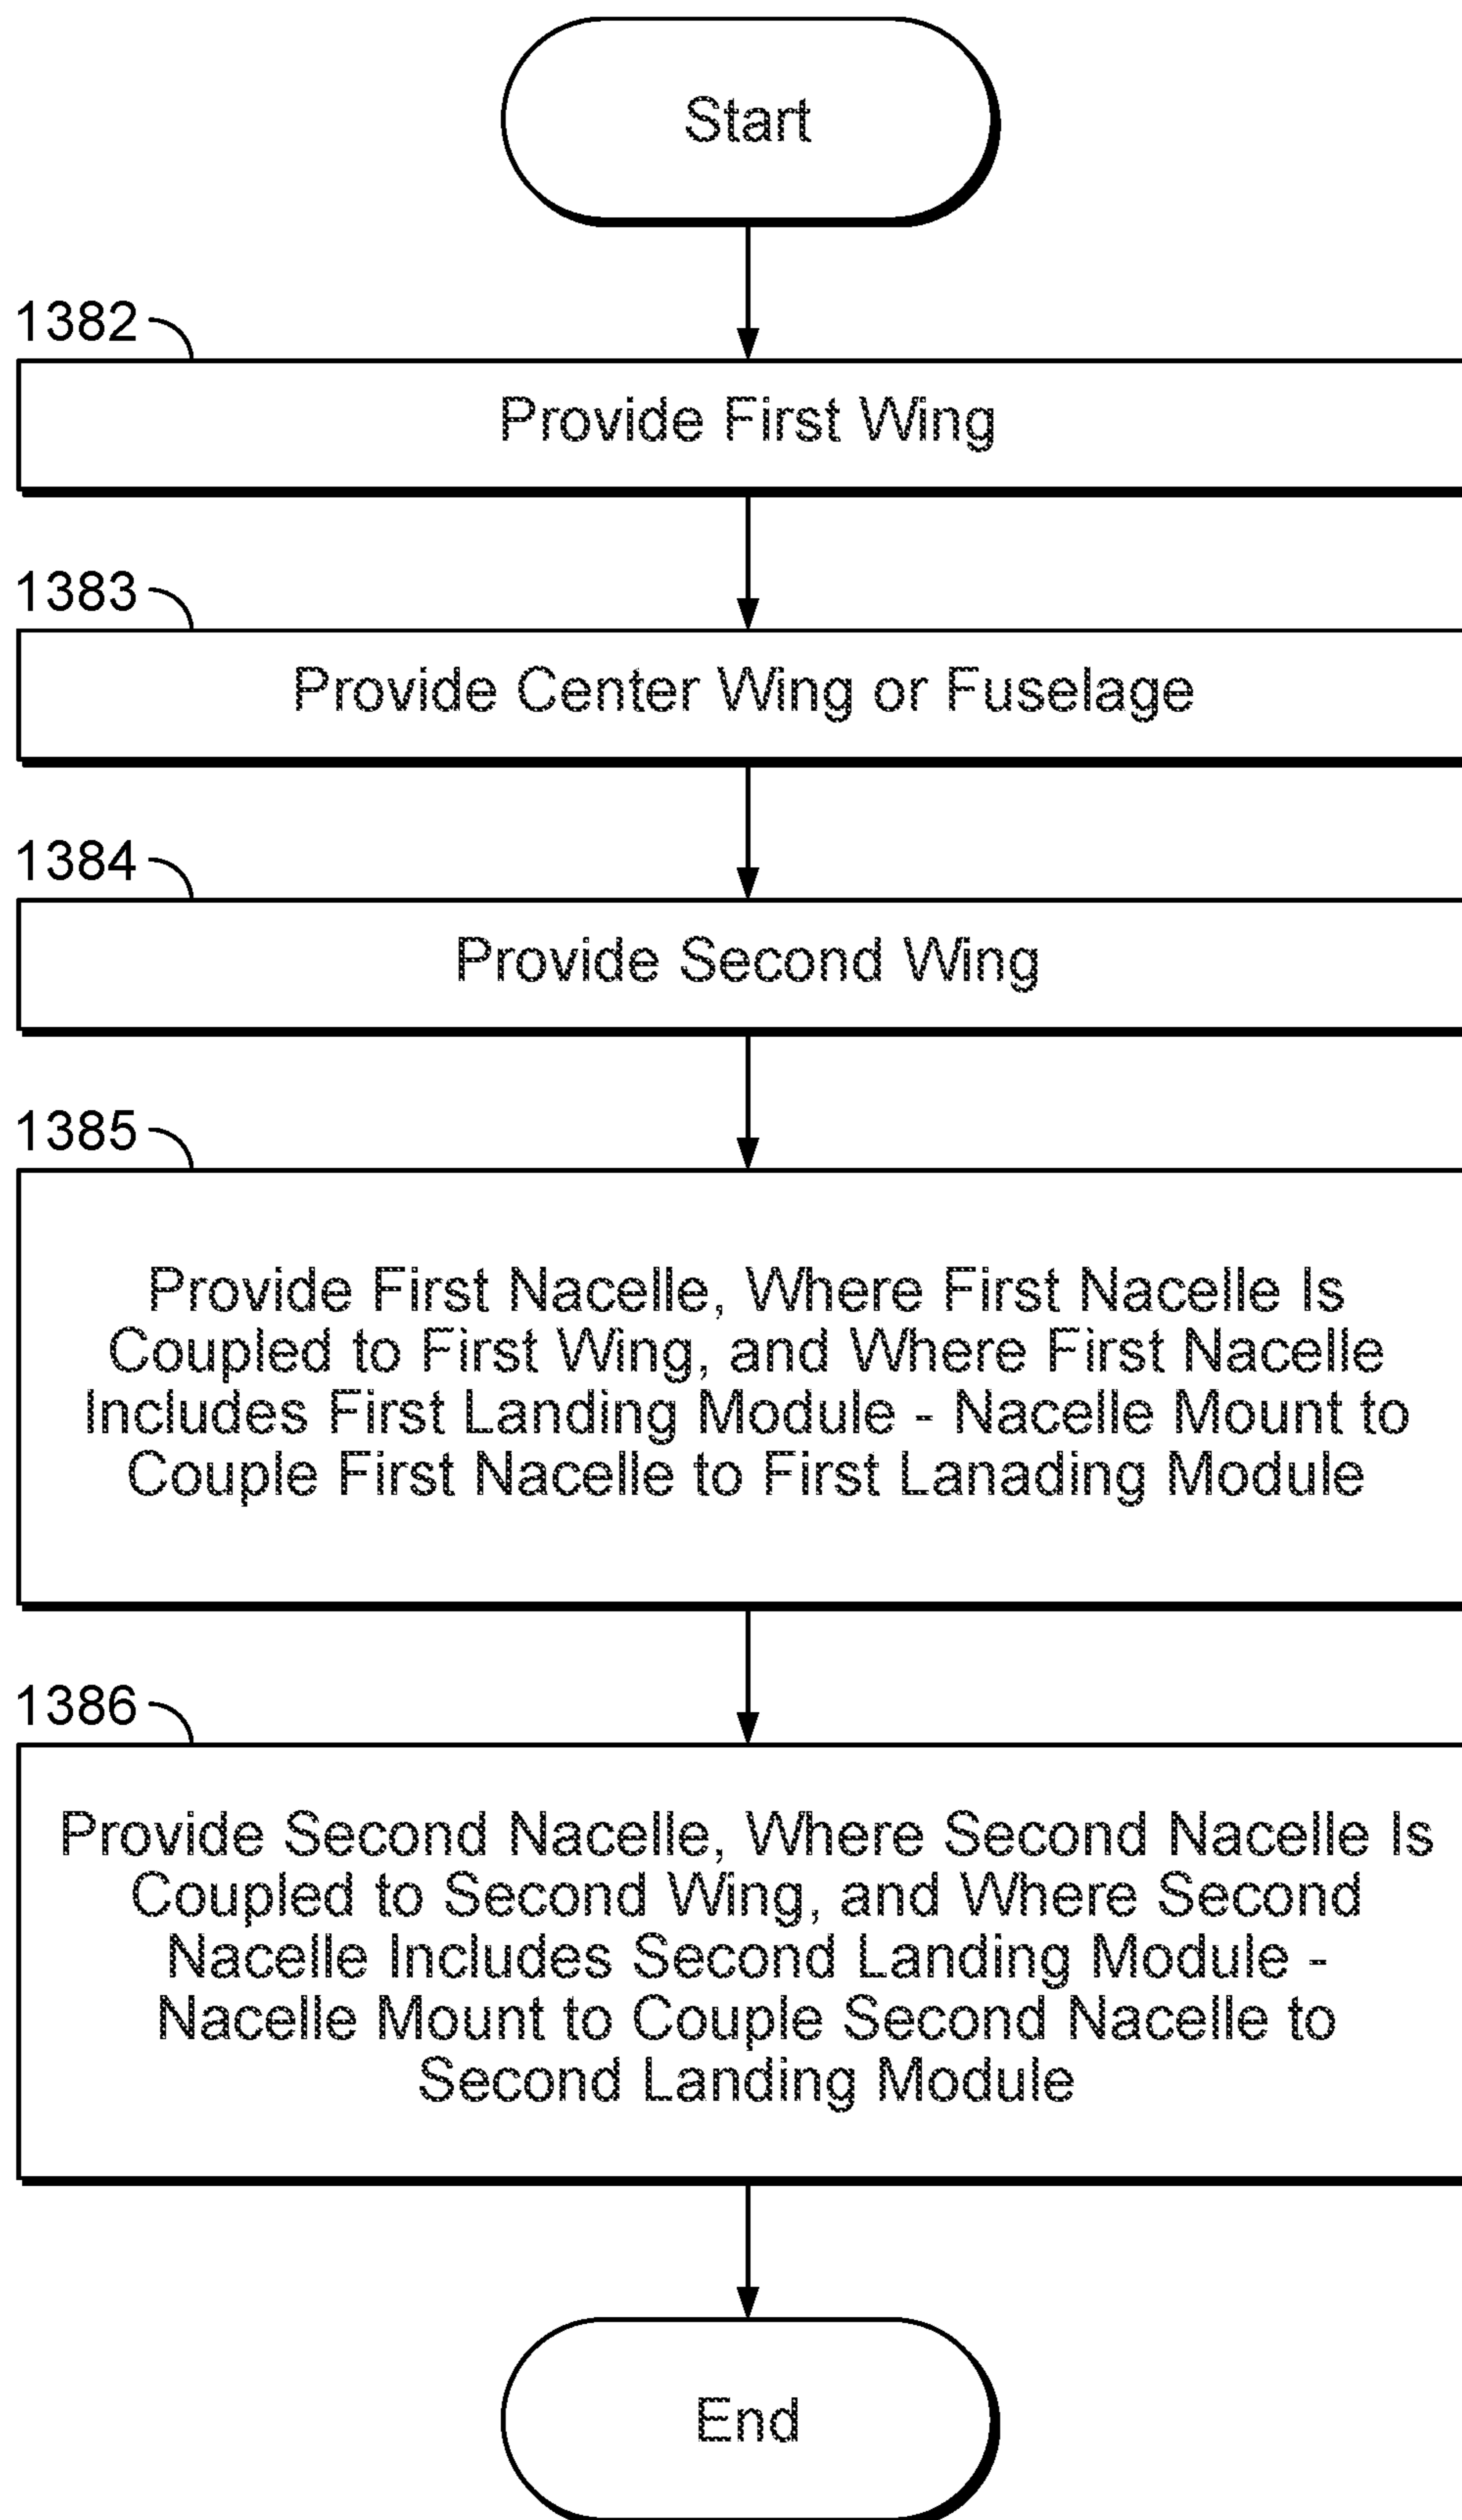 Start
1382
Provide First Wing
1383
Provide Center Wing or Fuselage
1384
Provide Second Wing
1385
Provide First Nacelle, Where First Nacelle Is
Coupled to First Wing, and Where First Nacelle
Includes First Landing Module - Nacelle Mount to
Couple First Nacelle to First Lanading Module
1386
Provide Second Nacelle, Where Second Nacelle Is
Coupled to Second Wing, and Where Second
Nacelle Includes Second Landing Module -
Nacelle Mount to Couple Second Nacelle to
Second Landing Module
End